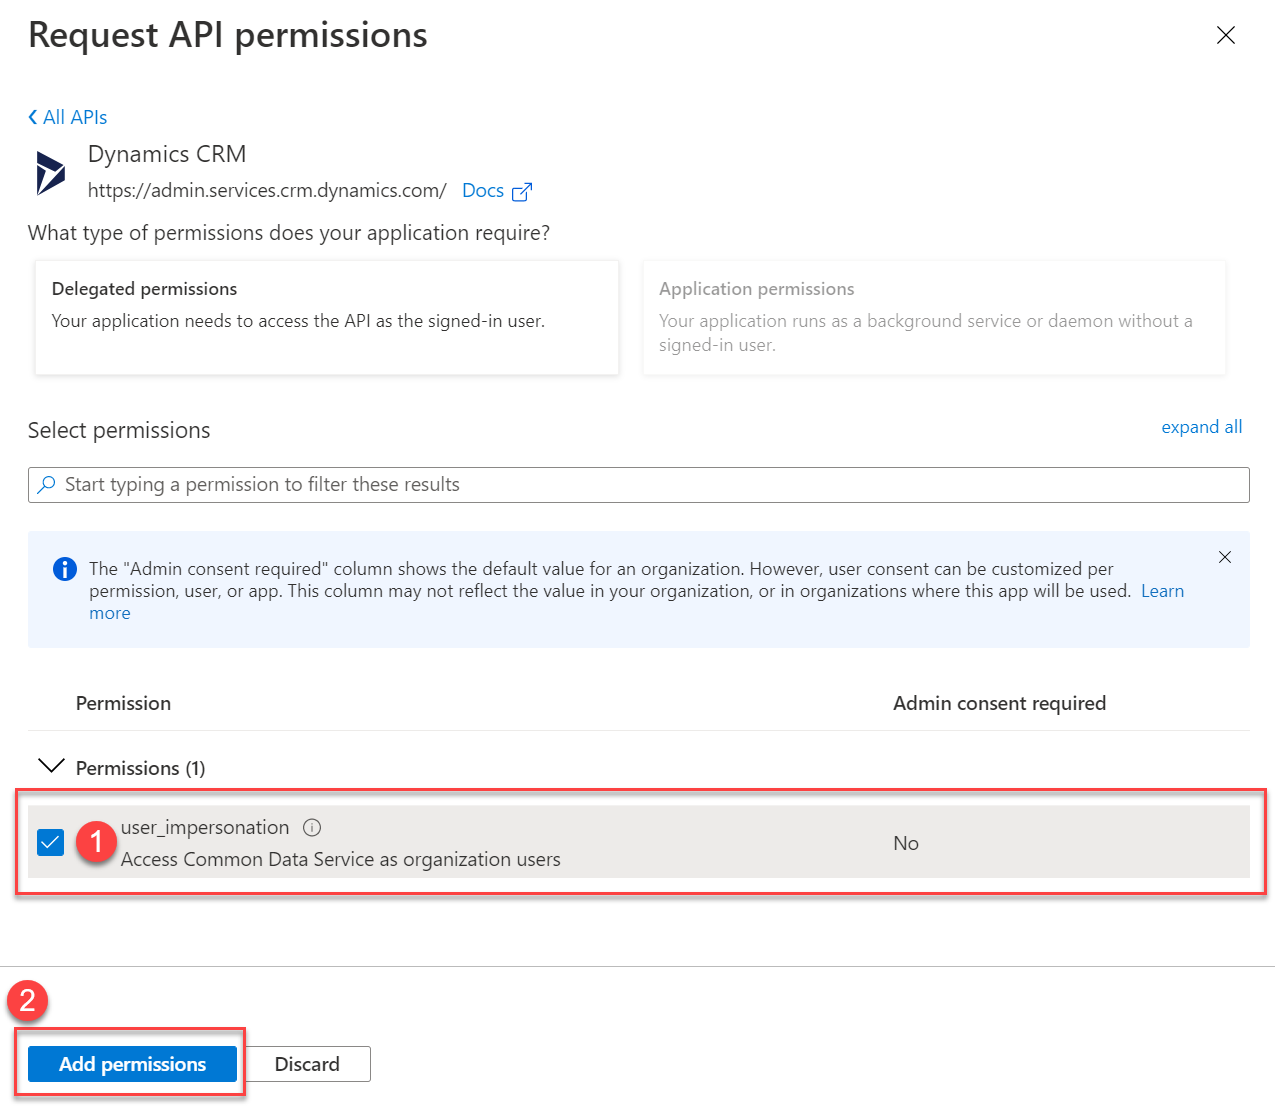 Request API permissions
All APIs
Dynamics CRM
https://admin.services.crm.dynamics.com/ Docs
What type of permissions does your application require?
Delegated permissions
Your application needs to access the API as the signed-in user.
Application permissions
Your application runs as a background service or daemon without a
signed-in user.
Select permissions
expand all
Start typing a permission to filter these results
The "Admin consent required" column shows the default value for an organization. However, user consent can be customized per
permission, user, or app. This column may not reflect the value in your organization, or in organizations where this app will be used. Learn
more
Permission Admin consent required
Permissions (1)
1
user_impersonation
Access Common Data Service as organization users
No
2
Add permissions Discard